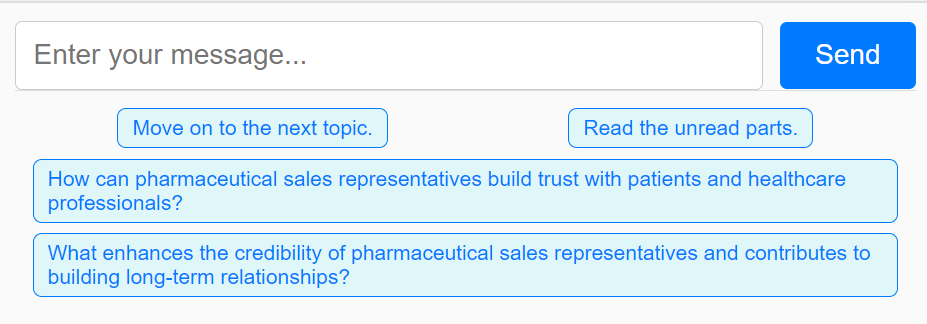 Enter your message...
Send
Move on to the next topic.
Read the unread parts.
How can pharmaceutical sales representatives build trust with patients and healthcare
professionals?
What enhances the credibility of pharmaceutical sales representatives and contributes to
building long-term relationships?